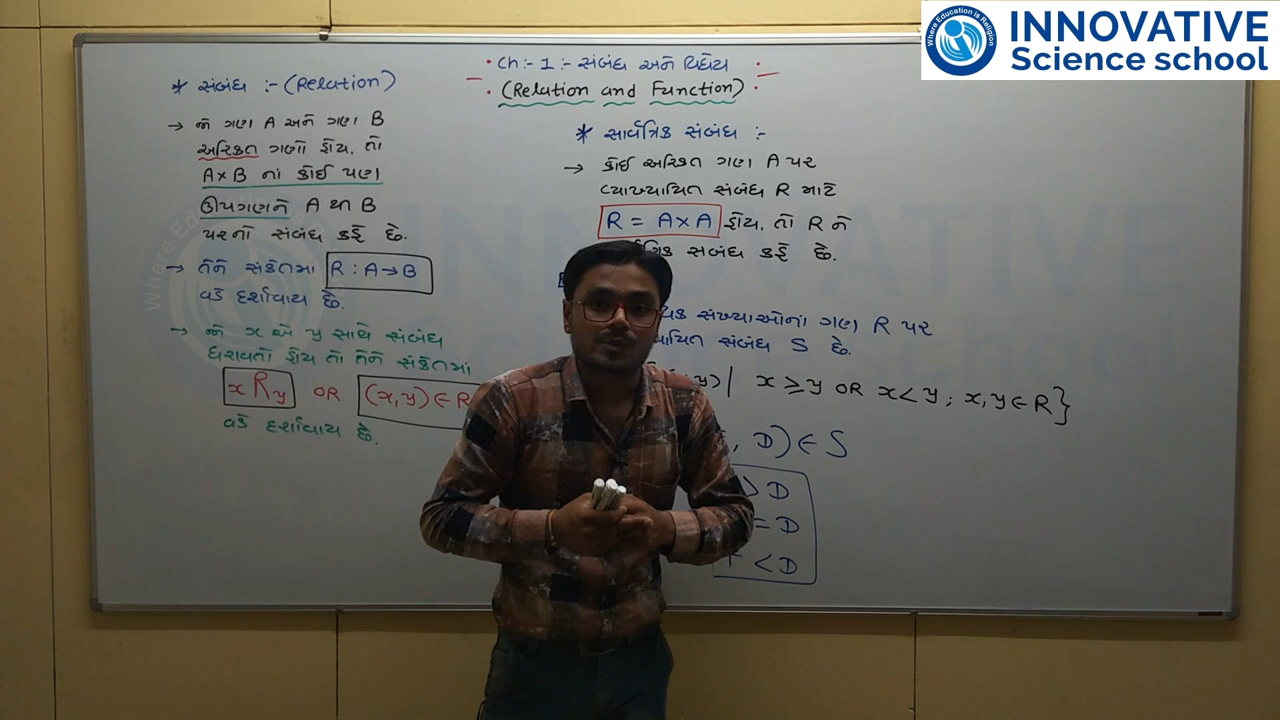 Where Education is Religion
INNOVATIVE
Science school
• Ch :- 1 :- સંબંધ અને વિધેય •
• (Relation and Function) •
* સંબંધ :- (Relation)
→ જો ગણ A અને ગણ B
અરિક્ત ગણો હોય, તો
A×B નાં કોઈ પણ
ઉપગણને A થી B
પરનો સંબંધ કહે છે.
→ તેને સંકેતમાં R : A→B
વડે દર્શાવાય છે.
→ જો x એ y સાથે સંબંધ
ધરાવતો હોય તો તેને સંકેતમાં
x R y OR (x,y)∈R
વડે દર્શાવાય છે.
* સાર્વત્રિક સંબંધ :-
→ કોઈ અરિક્ત ગણ A પર
વ્યાખ્યાયિત સંબંધ R માટે
R = A×A હોય, તો R ને
સંબંધ કહે છે.
સંખ્યાઓનાં ગણ R પર
સંબંધ S છે.
y) | x ≥ y OR x < y ; x, y ∈ R}
, D) ∈ S
> D
= D
< D